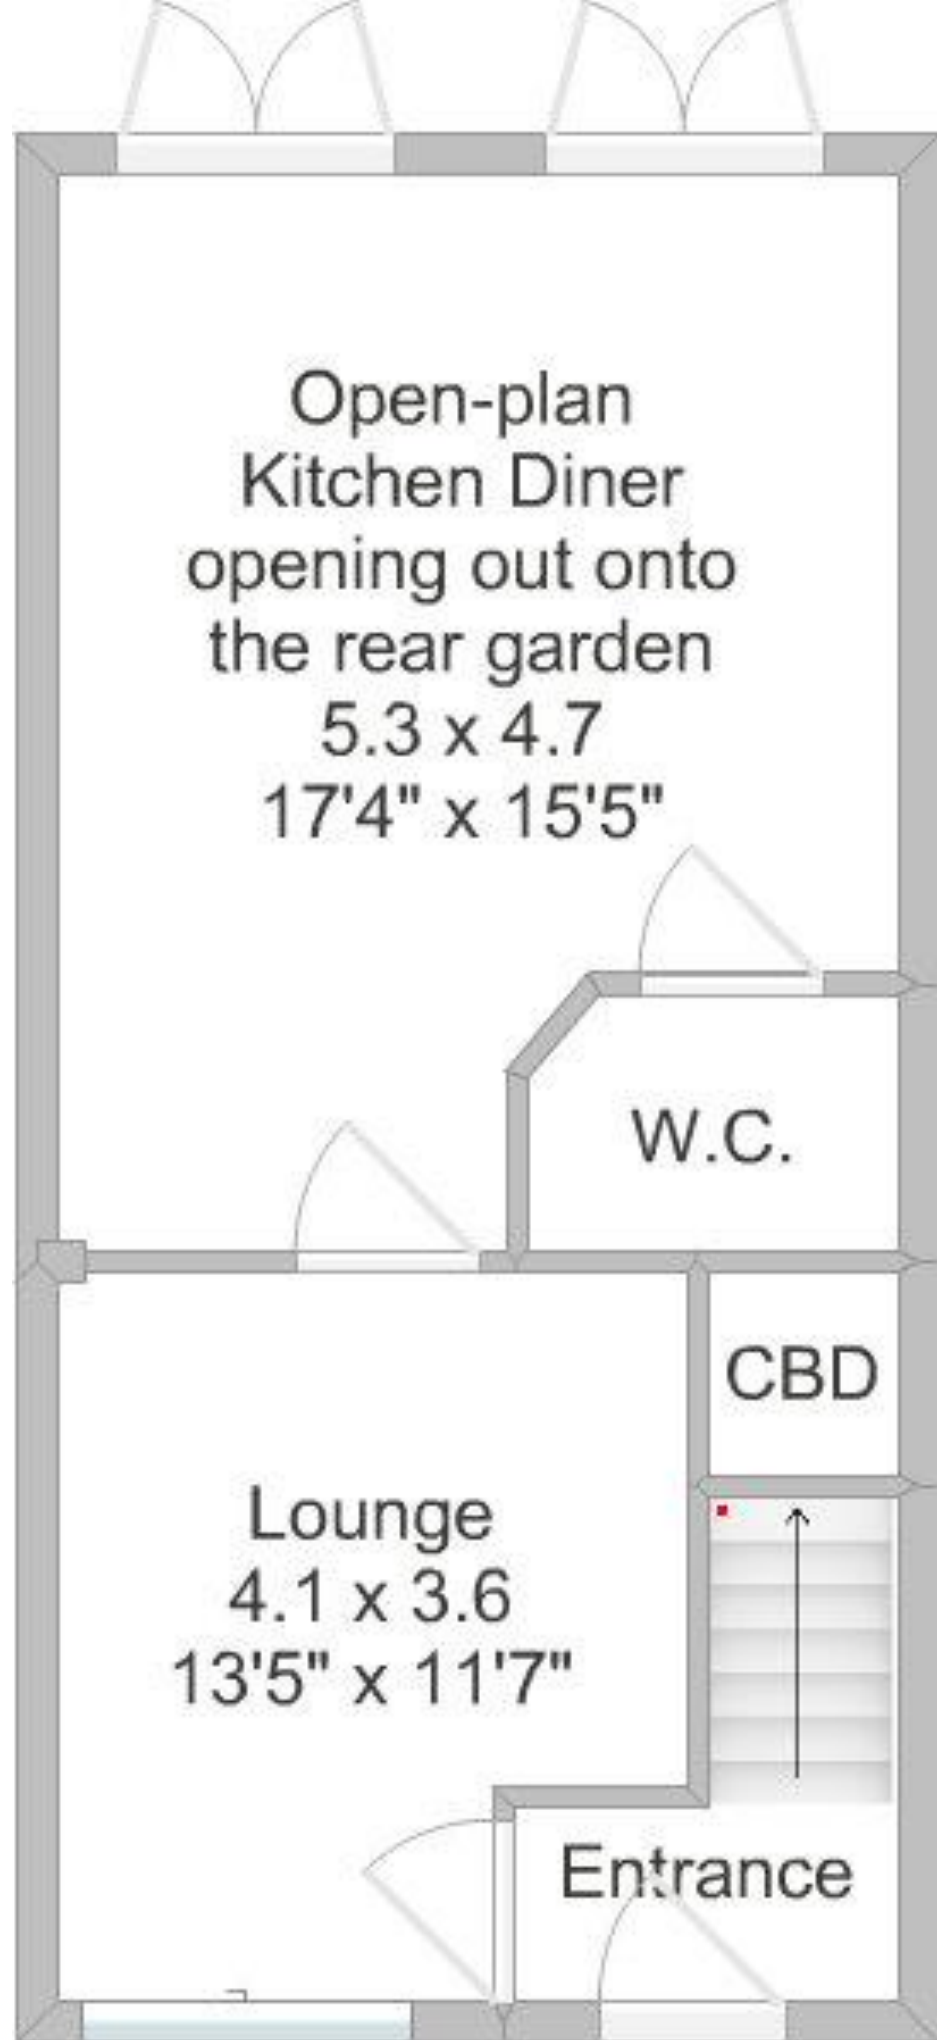 Open-plan
Kitchen Diner
opening out onto
the rear garden
5.3 x 4.7
17'4" x 15'5"
W.C.
CBD
Lounge
4.1 x 3.6
13'5" x 11'7"
Entrance